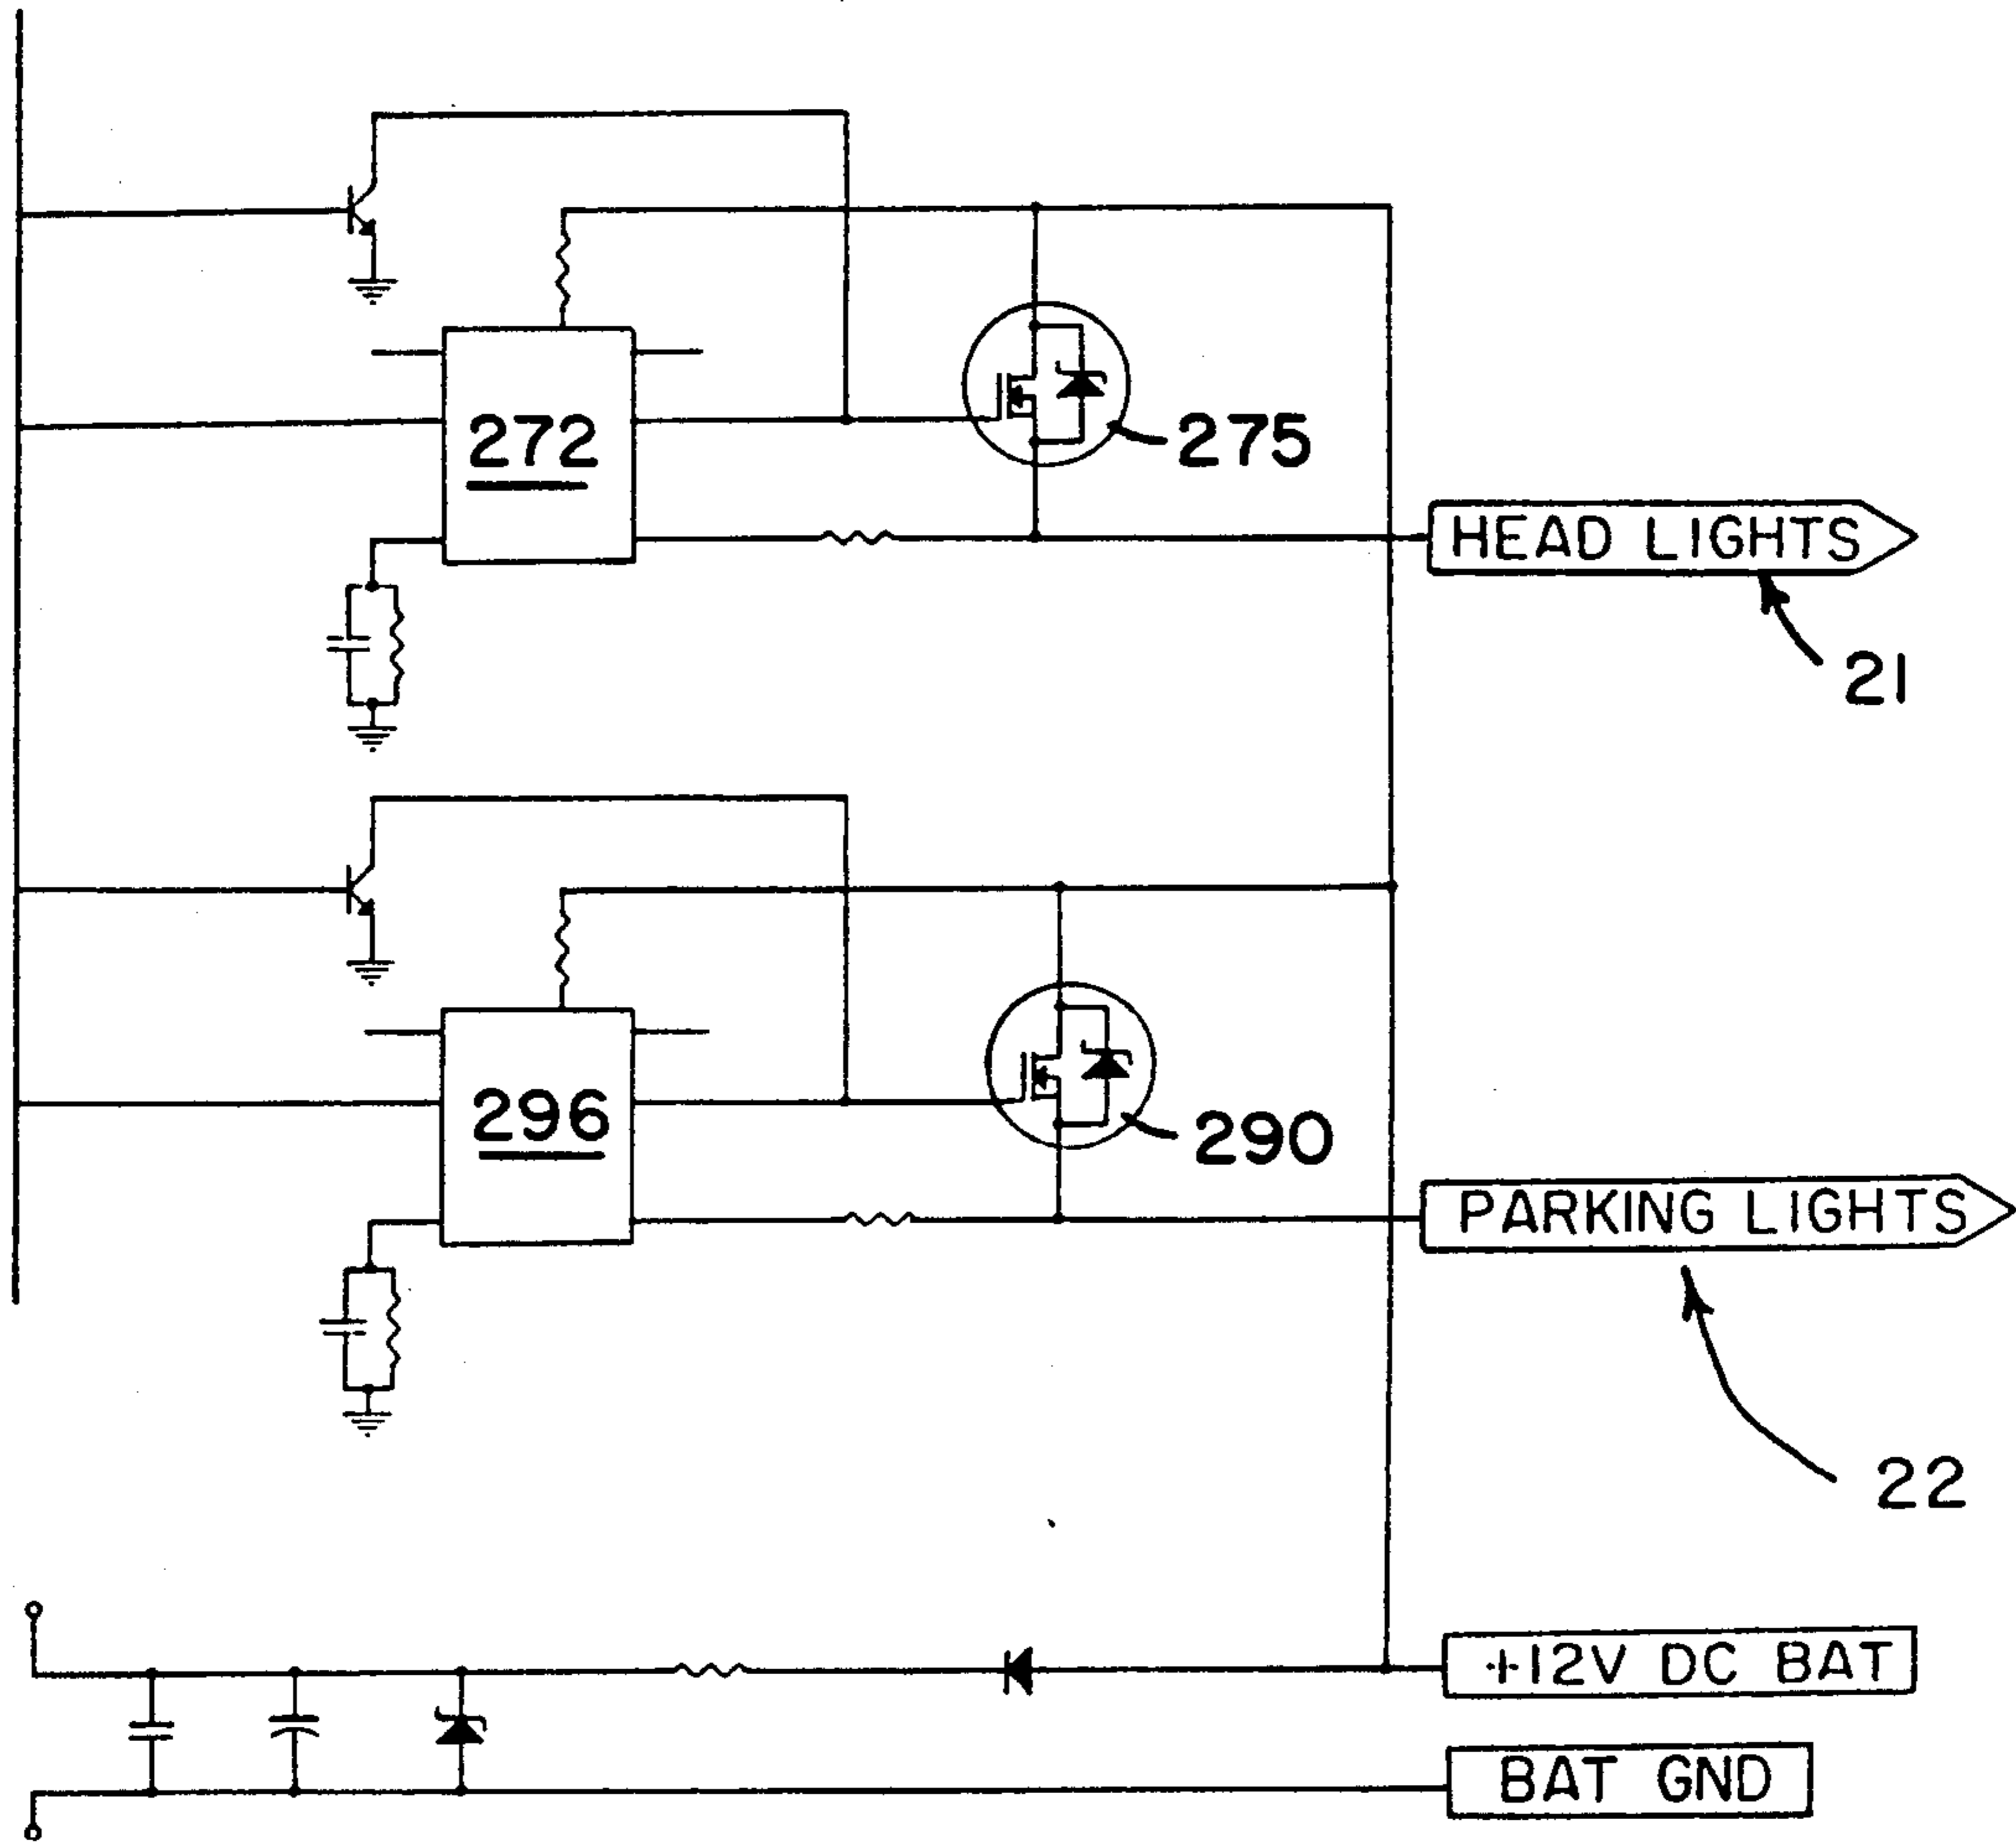 272
275
HEAD LIGHTS
21
296
290
PARKING LIGHTS
22
+12V DC BAT
BAT GND